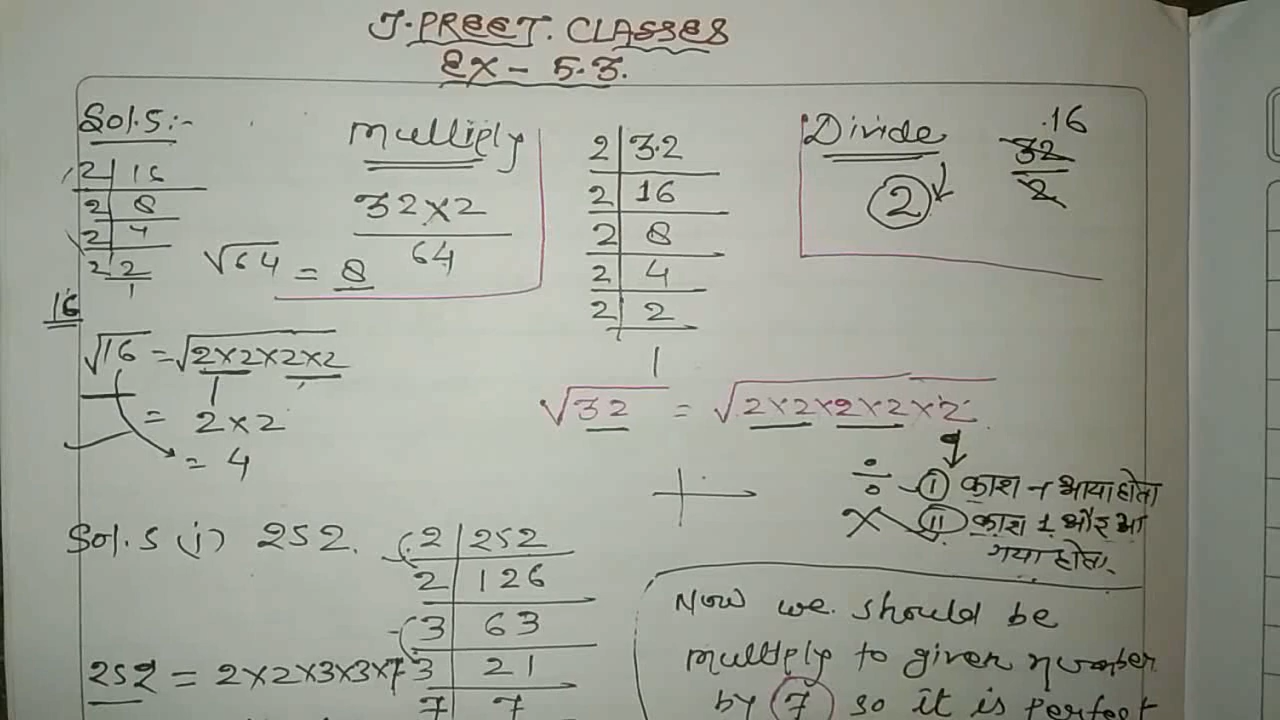 J.PREET.CLASSES
EX - 5.3.
Sol.5:-
2 | 16
2 | 8
2 | 4
2 | 2
1
16
Multiply
32×2
64
√64 = 8
√16 = √2×2×2×2
= 2×2
= 4
2 | 32
2 | 16
2 | 8
2 | 4
2 | 2
1
Divide
2
16
32
2
√32 = √2×2×2×2×2
÷ (i) काश न आया होता
× (ii) काश 1 और आ
गया होता.
Sol.5 (i) 252.
2 | 252
2 | 126
3 | 63
3 | 21
7 | 7
252 = 2×2×3×3×7
Now we should be
multiply to given number
by 7 so it is perfect